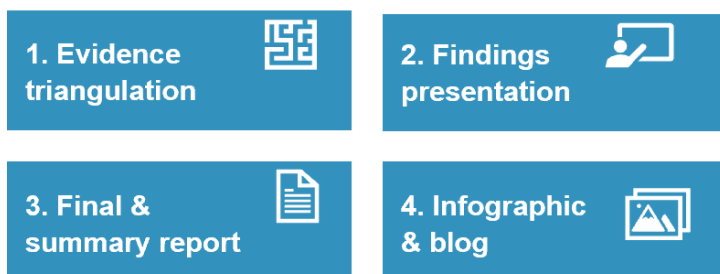 1. Evidence
triangulation
2. Findings
presentation
3. Final &
summary report
4. Infographic
& blog